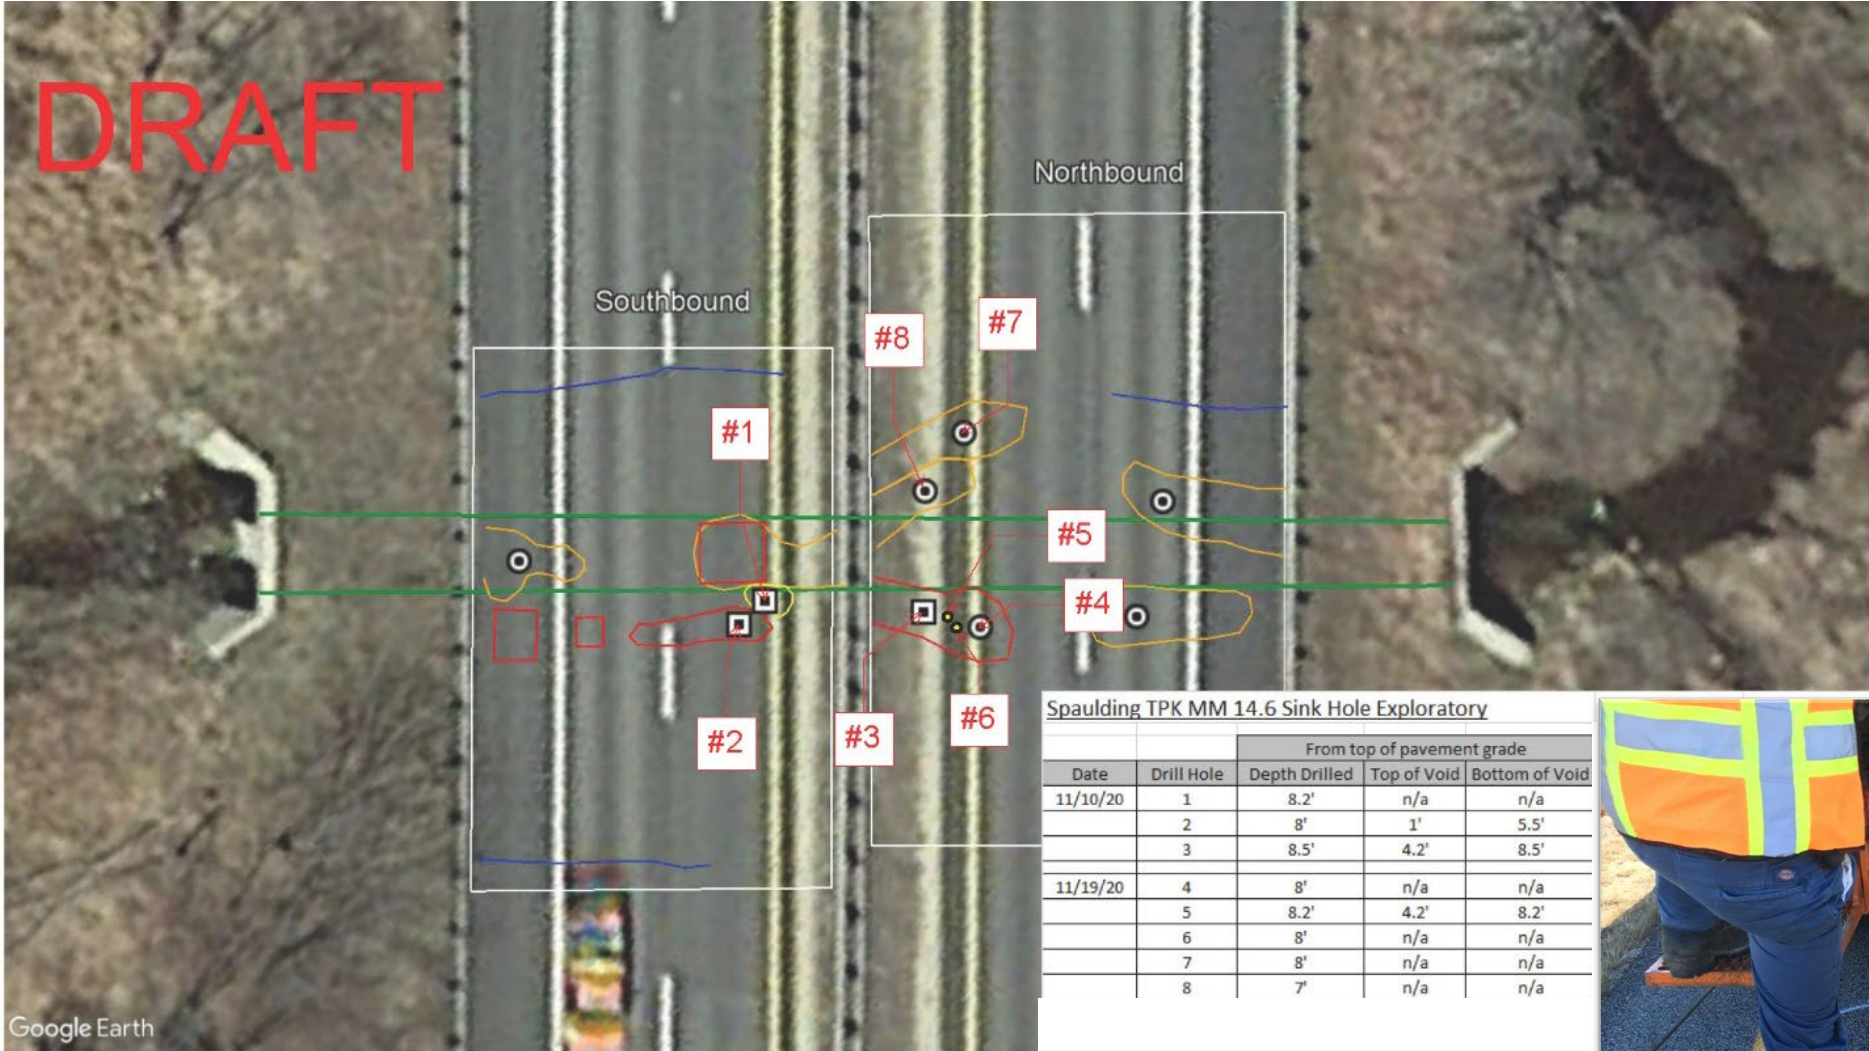 DRAFT
Northbound
Southbound
#7
#8
#1
#5
#4
#6
#3
#2
Spaulding TPK MM 14.6 Sink Hole Exploratory
From top of pavement grade
Date Drill Hole Depth Drilled Top of Void Bottom of Void
11/10/20 1 8.2' n/a n/a
2 8' 1' 5.5'
3 8.5' 4.2' 8.5'
11/19/20 4 8' n/a n/a
5 8.2' 4.2' 8.2'
6 8' n/a n/a
7 8' n/a n/a
8 7' n/a n/a
Google Earth